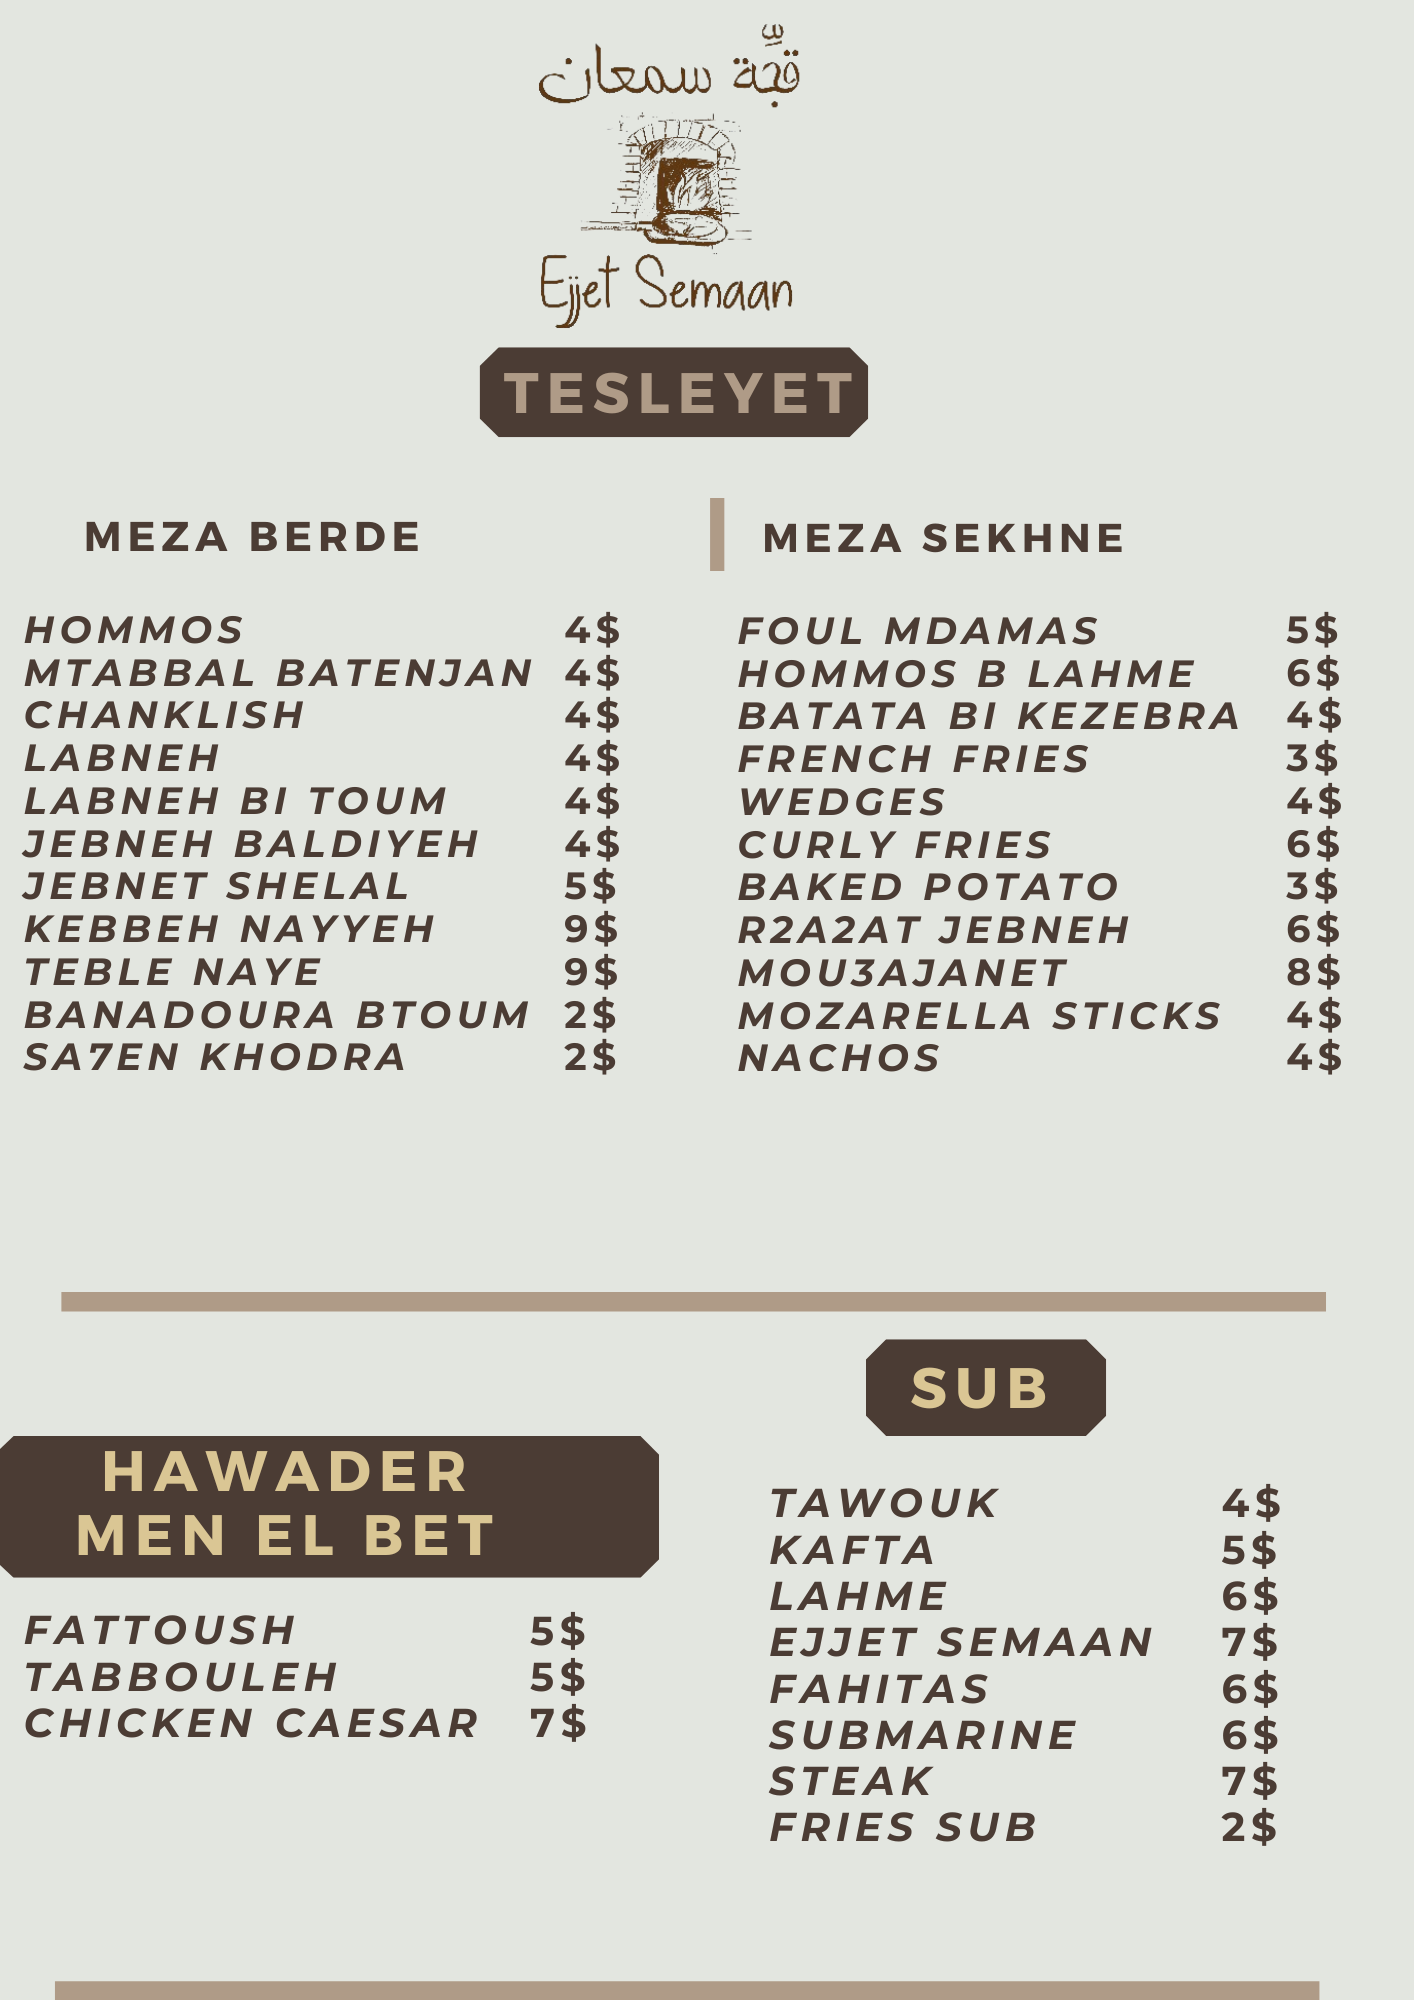 قجّة سمعان
Ejjet Semaan
TESLEYET
MEZA BERDE
HOMMOS 4$
MTABBAL BATENJAN 4$
CHANKLISH 4$
LABNEH 4$
LABNEH BI TOUM 4$
JEBNEH BALDIYEH 4$
JEBNET SHELAL 5$
KEBBEH NAYYEH 9$
TEBLE NAYE 9$
BANADOURA BTOUM 2$
SA7EN KHODRA 2$
MEZA SEKHNE
FOUL MDAMAS 5$
HOMMOS B LAHME 6$
BATATA BI KEZEBRA 4$
FRENCH FRIES 3$
WEDGES 4$
CURLY FRIES 6$
BAKED POTATO 3$
R2A2AT JEBNEH 6$
MOU3AJANET 8$
MOZARELLA STICKS 4$
NACHOS 4$
HAWADER
MEN EL BET
FATTOUSH 5$
TABBOULEH 5$
CHICKEN CAESAR 7$
SUB
TAWOUK 4$
KAFTA 5$
LAHME 6$
EJJET SEMAAN 7$
FAHITAS 6$
SUBMARINE 6$
STEAK 7$
FRIES SUB 2$